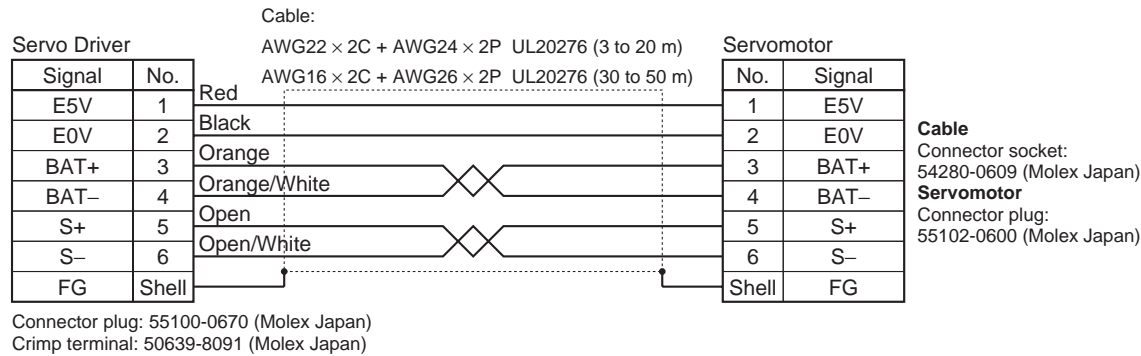 Cable:
Servo Driver
AWG22 × 2C + AWG24 × 2P UL20276 (3 to 20 m)
Servomotor
AWG16 × 2C + AWG26 × 2P UL20276 (30 to 50 m)
Signal No. No. Signal
Red
E5V 1 1 E5V
Black
E0V 2 2 E0V
Orange
BAT+ 3 3 BAT+
Orange/White
BAT− 4 4 BAT−
Open
S+ 5 5 S+
Open/White
S− 6 6 S−
FG Shell Shell FG
Cable
Connector socket:
54280-0609 (Molex Japan)
Servomotor
Connector plug:
55102-0600 (Molex Japan)
Connector plug: 55100-0670 (Molex Japan)
Crimp terminal: 50639-8091 (Molex Japan)